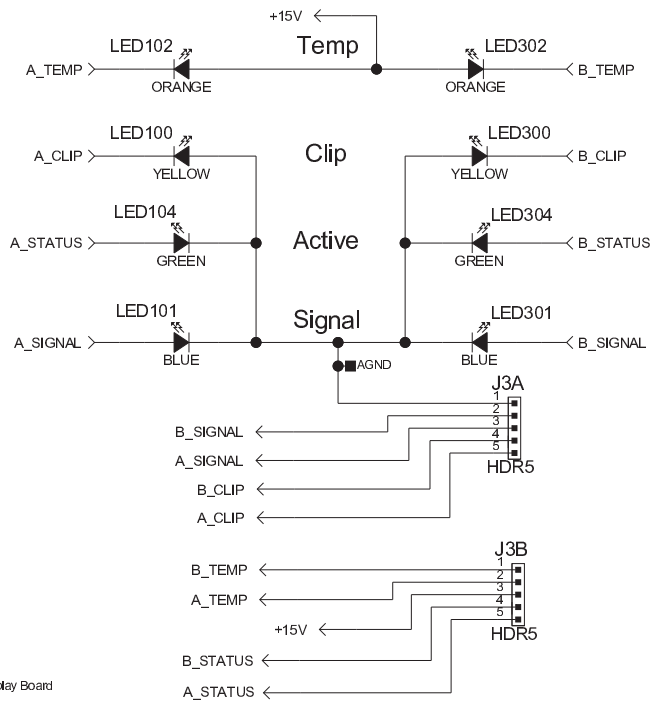 +15V
LED102 Temp LED302
A_TEMP B_TEMP
ORANGE ORANGE
LED100 LED300
A_CLIP Clip B_CLIP
YELLOW YELLOW
LED104 LED304
A_STATUS Active B_STATUS
GREEN GREEN
LED101 Signal LED301
A_SIGNAL B_SIGNAL
BLUE BLUE
AGND
J3A
1
2
3
4
5
HDR5
B_SIGNAL
A_SIGNAL
B_CLIP
A_CLIP
J3B
1
2
3
4
5
HDR5
B_TEMP
A_TEMP
+15V
B_STATUS
A_STATUS
Board